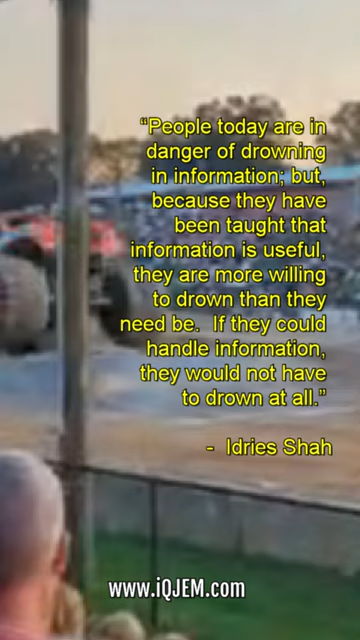 “People today are in
danger of drowning
in information; but,
because they have
been taught that
information is useful,
they are more willing
to drown than they
need be.  If they could
handle information,
they would not have
to drown at all.”
-  Idries Shah
www.iQJEM.com